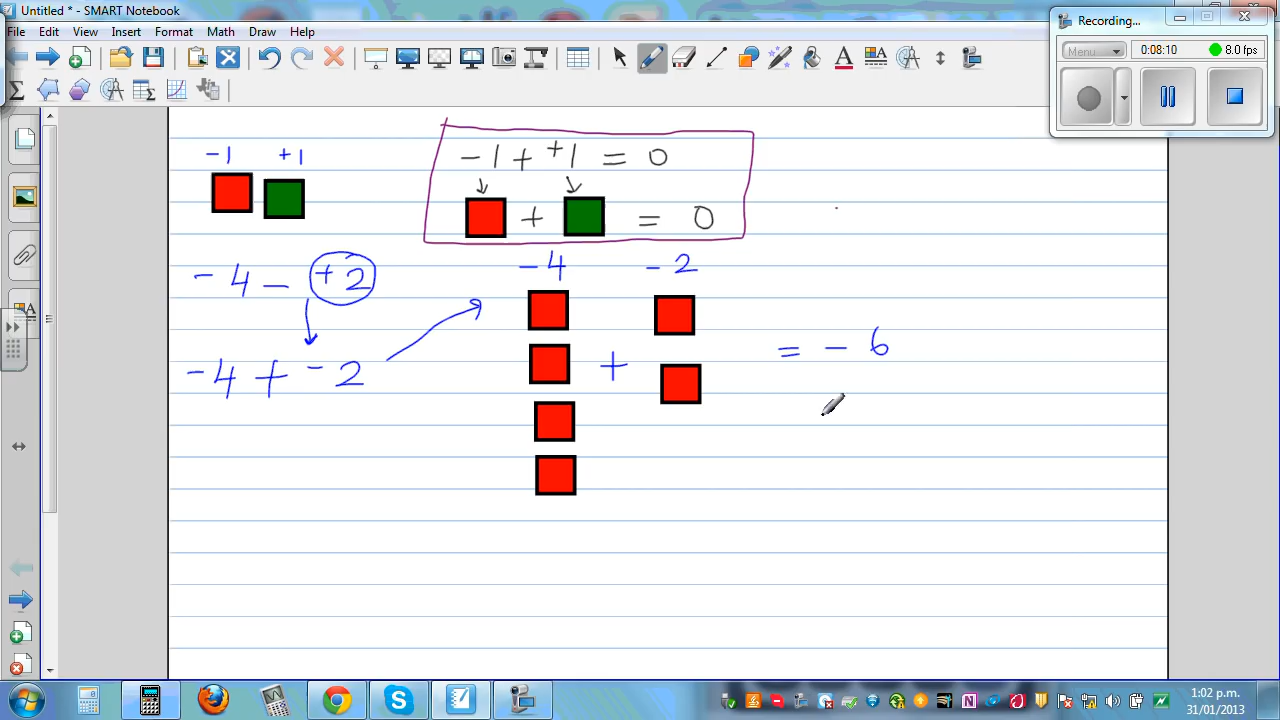 Untitled * - SMART Notebook
File Edit View Insert Format Math Draw Help
Recording...
Menu 1:08:10 8.0 fps
-1 +1
-1 + +1 = 0
+ = 0
-4 - +2
-4 -2
-4 + -2
+ = - 6
1:02 p.m.
31/01/2013